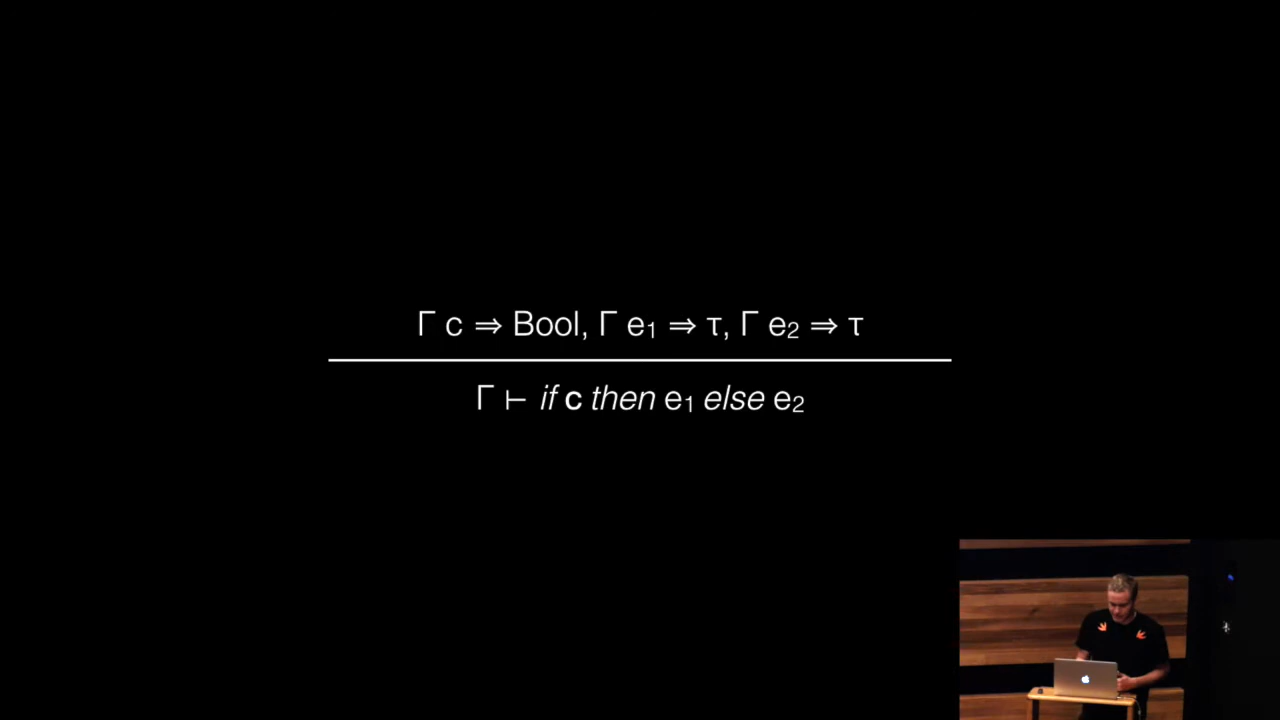 Γ c ⇒ Bool, Γ e₁ ⇒ τ, Γ e₂ ⇒ τ
Γ ⊢ if c then e₁ else e₂